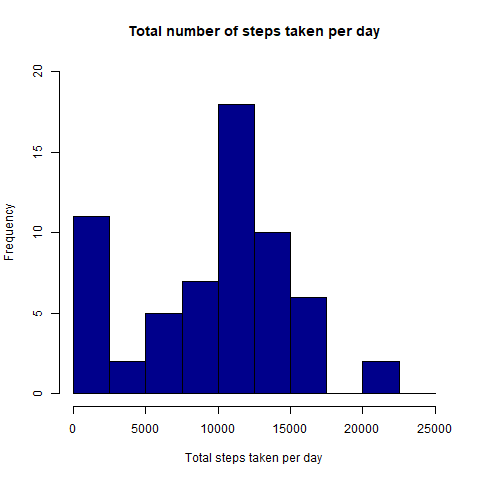 Total number of steps taken per day
20
15
10
5
0
Frequency
0 5000 10000 15000 20000 25000
Total steps taken per day